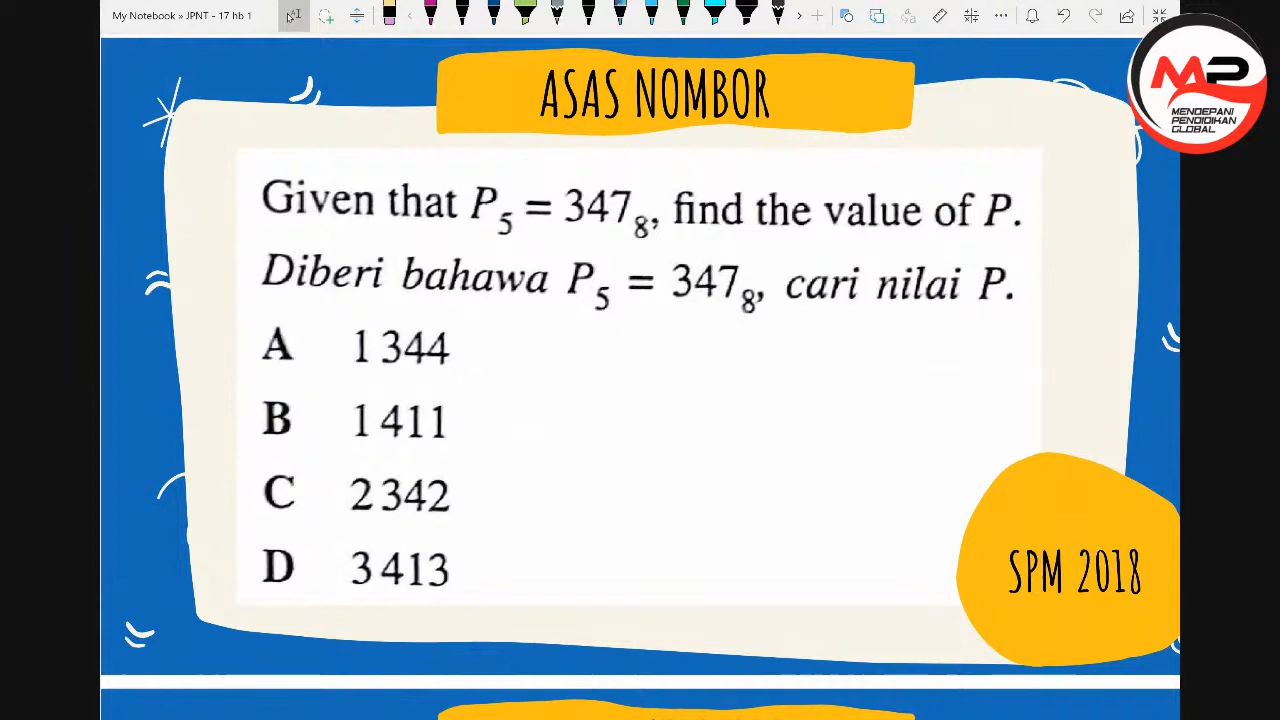 My Notebook » JPNT - 17 hb 1
MP
MENDEPANI
PENDIDIKAN
GLOBAL
ASAS NOMBOR
Given that P₅ = 347₈, find the value of P.
Diberi bahawa P₅ = 347₈, cari nilai P.
A 1 344
B 1 411
C 2 342
D 3 413
SPM 2018